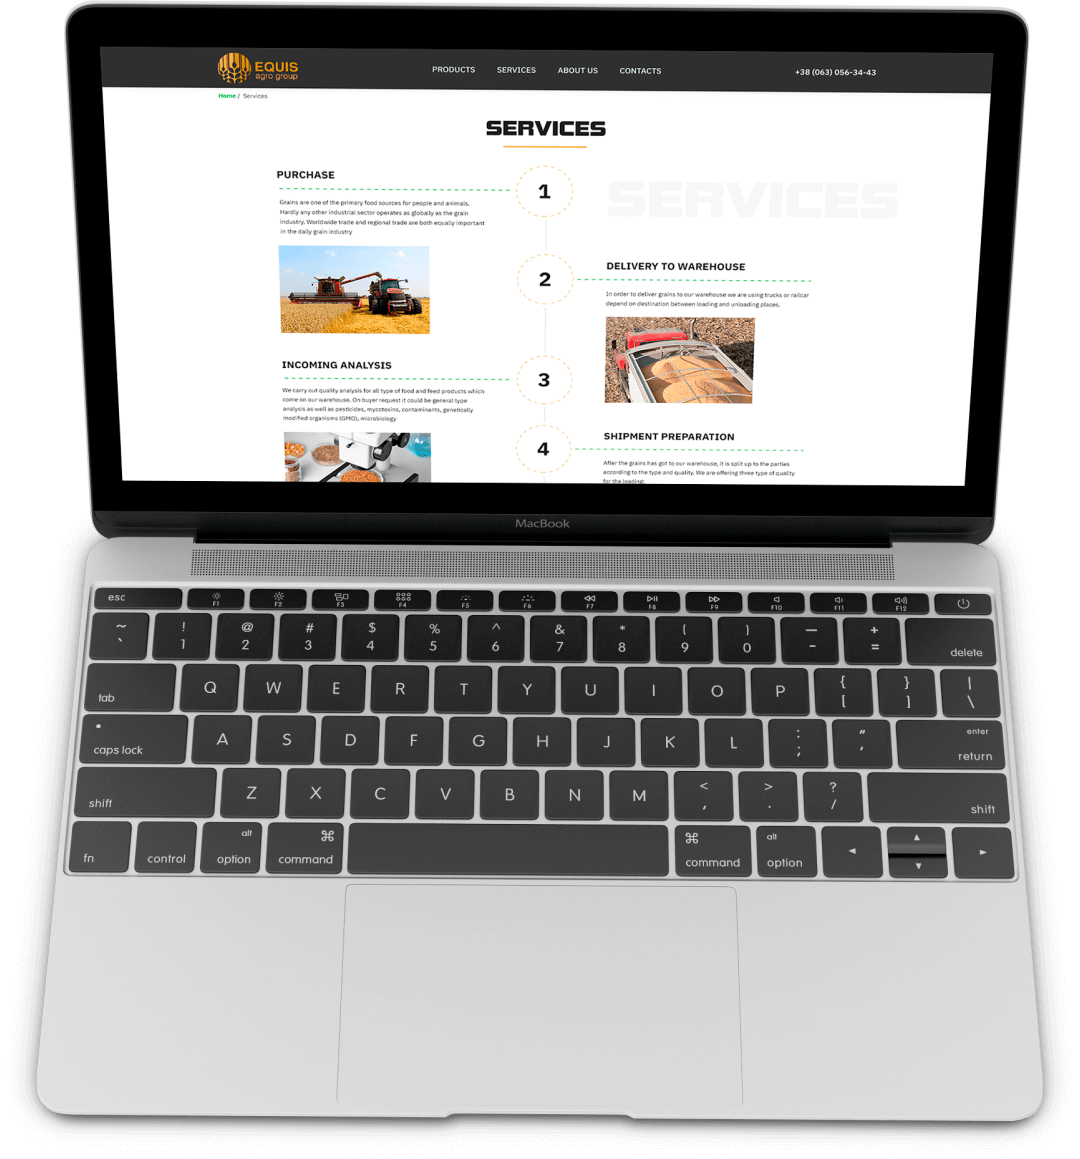 EQUIS
agro group
PRODUCTS
SERVICES
ABOUT US
CONTACTS
+38 (063) 056-34-43
Home / Services
SERVICES
SERVICES
PURCHASE
1
Grains are one of the primary food sources for people and animals.
Hardly any other industrial sector operates as globally as the grain
industry. Worldwide trade and regional trade are both equally important
in the daily grain industry
2
DELIVERY TO WAREHOUSE
In order to deliver grains to our warehouse we are using trucks or railcar
depend on destination between loading and unloading places.
INCOMING ANALYSIS
3
We carry out quality analysis for all type of food and feed products which
come on our warehouse. On buyer request it could be general type
analysis as well as pesticides, mycotoxins, contaminants, genetically
modified organisms (GMO), microbiology
4
SHIPMENT PREPARATION
After the grains has got to our warehouse, it is split up to the parties
according to the type and quality. We are offering three type of quality
for the loading:
MacBook
esc F1 F2 F3 F4 F5 F6 F7 F8 F9 F10 F11 F12
~ ! @ # $ % ^ & * ( ) — +
` 1 2 3 4 5 6 7 8 9 0 - = delete
tab Q W E R T Y U I O P { [ } ] | \
caps lock A S D F G H J K L : ; " ' enter return
shift Z X C V B N M < , > . ? / shift
fn control alt option ⌘ command ⌘ command alt option ◄ ▲ ▼ ►